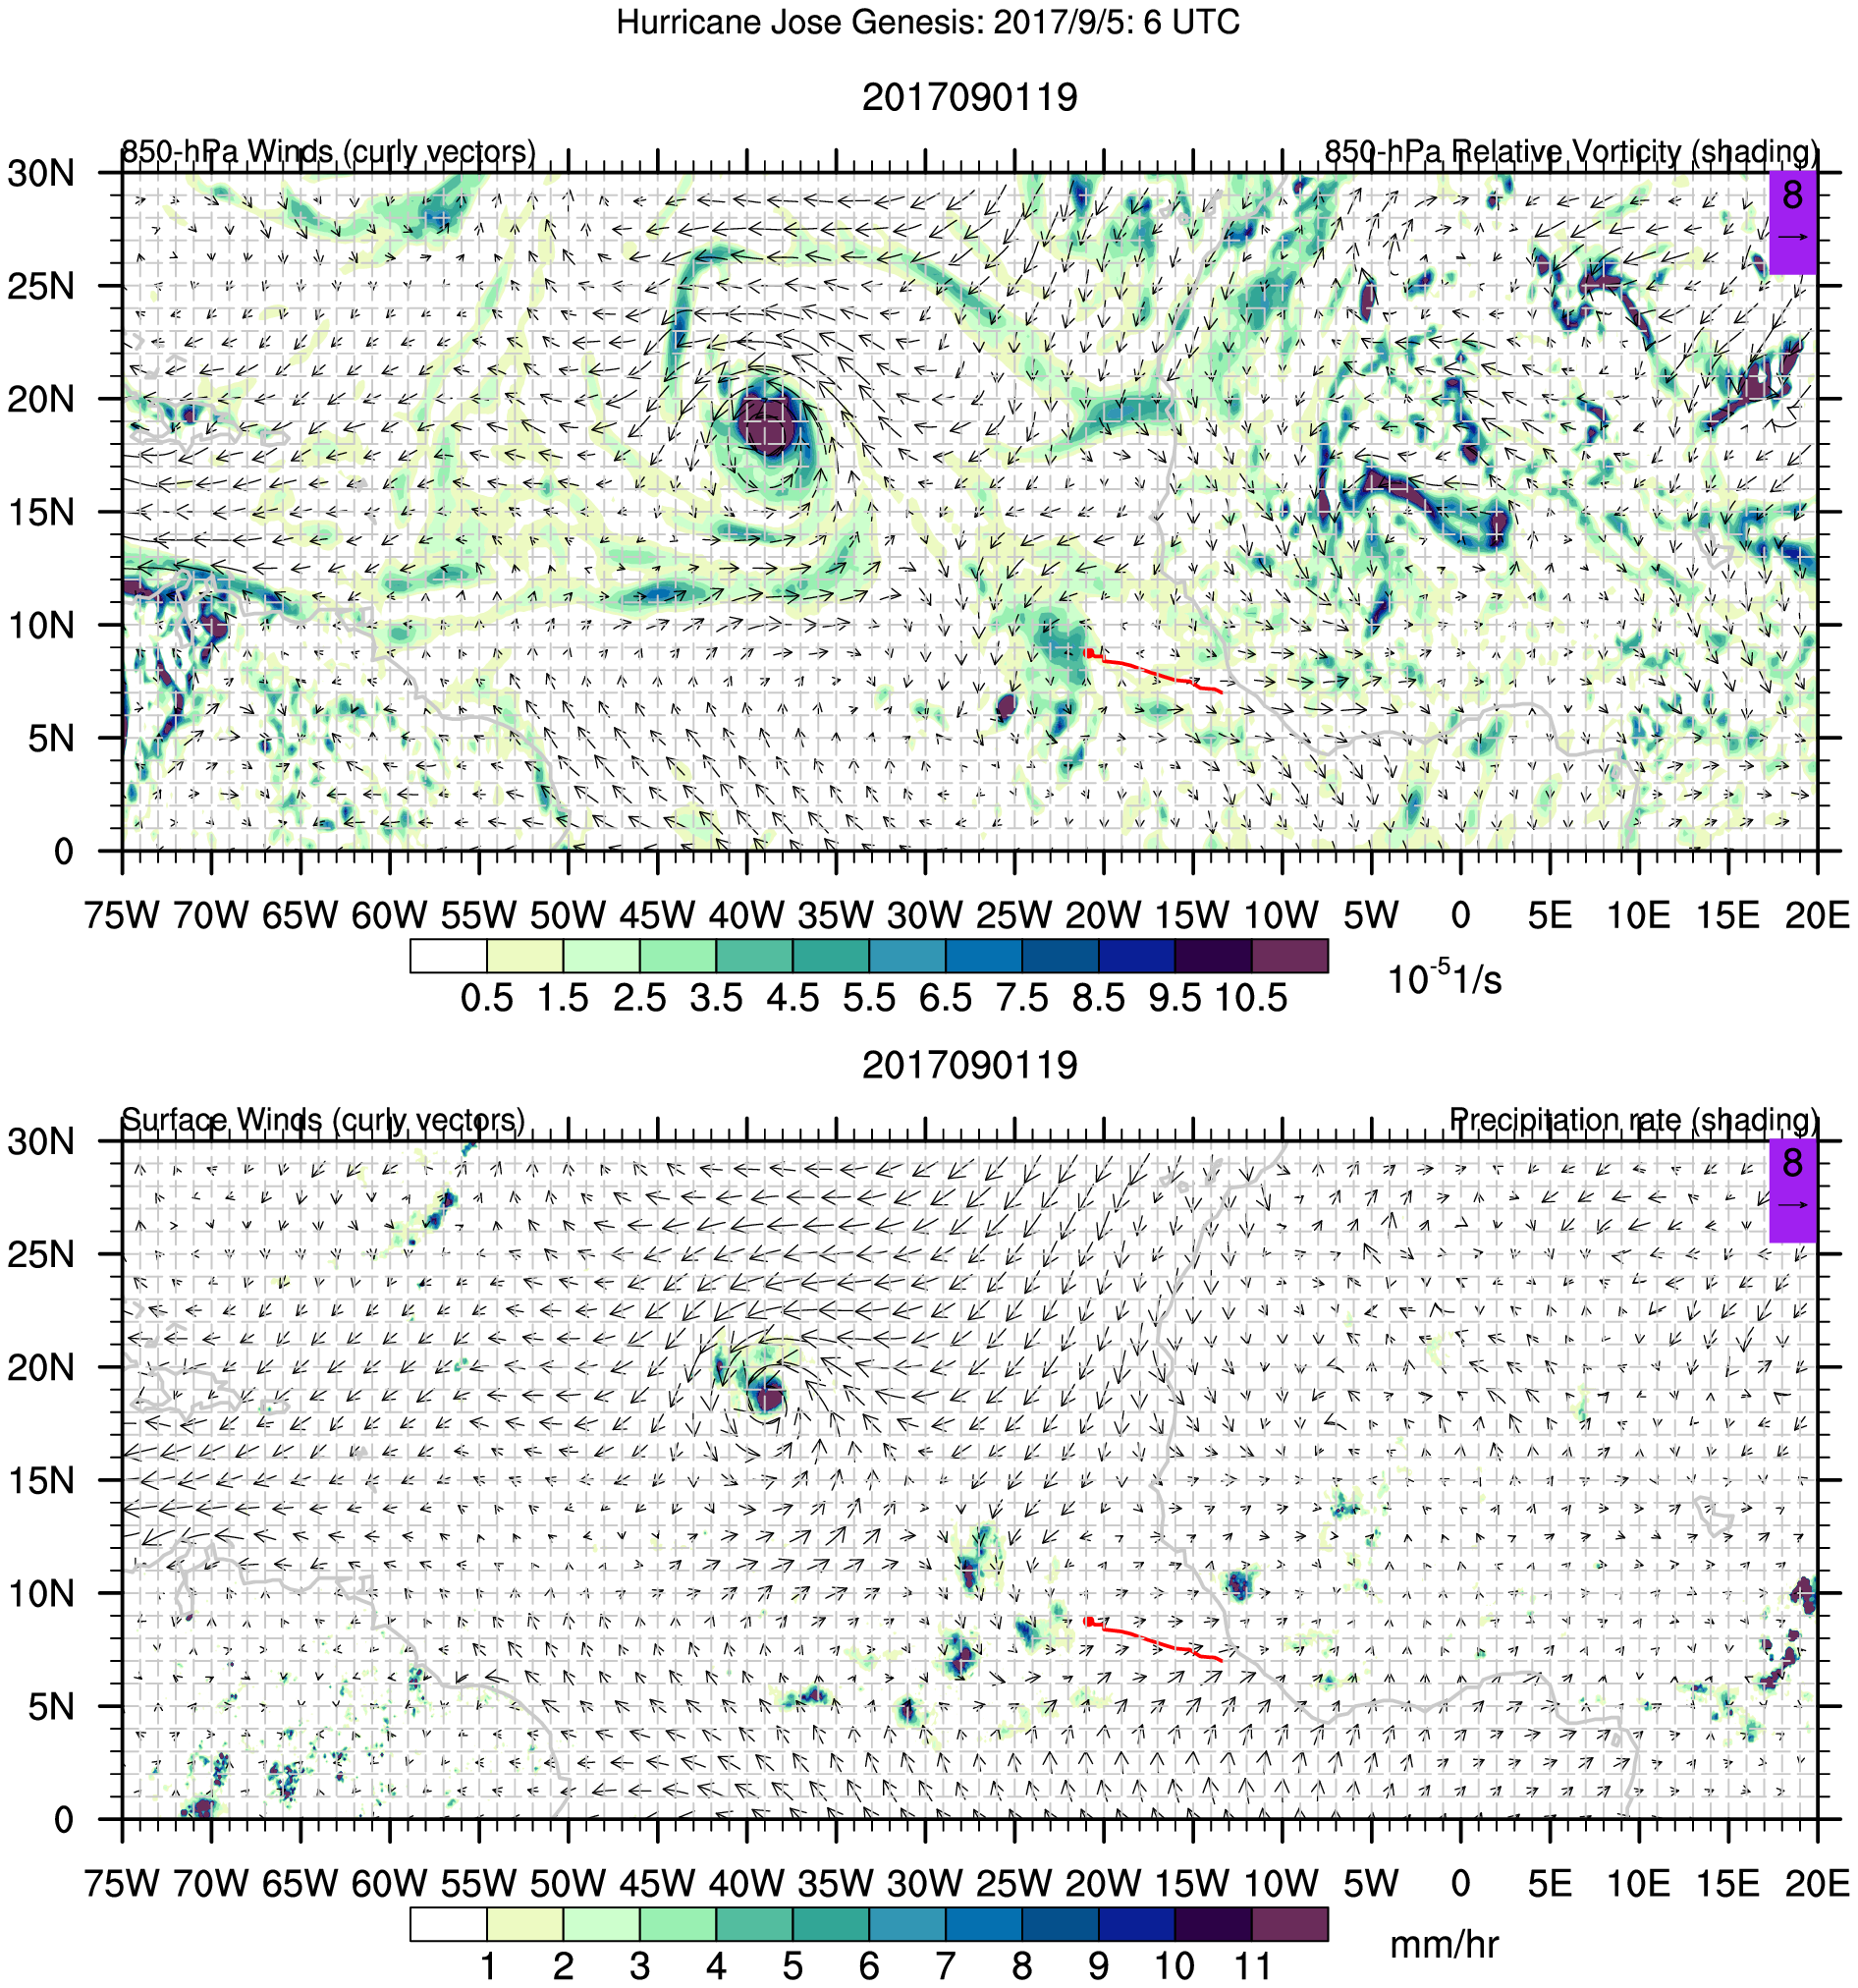 Hurricane Jose Genesis: 2017/9/5: 6 UTC
2017090119
850-hPa Winds (curly vectors) 850-hPa Relative Vorticity (shading)
30N
8
25N
20N
15N
10N
5N
0
75W 70W 65W 60W 55W 50W 45W 40W 35W 30W 25W 20W 15W 10W 5W 0 5E 10E 15E 20E
0.5 1.5 2.5 3.5 4.5 5.5 6.5 7.5 8.5 9.5 10.5
10⁻⁵1/s
2017090119
Surface Winds (curly vectors) Precipitation rate (shading)
30N
8
25N
20N
15N
10N
5N
0
75W 70W 65W 60W 55W 50W 45W 40W 35W 30W 25W 20W 15W 10W 5W 0 5E 10E 15E 20E
1 2 3 4 5 6 7 8 9 10 11
mm/hr